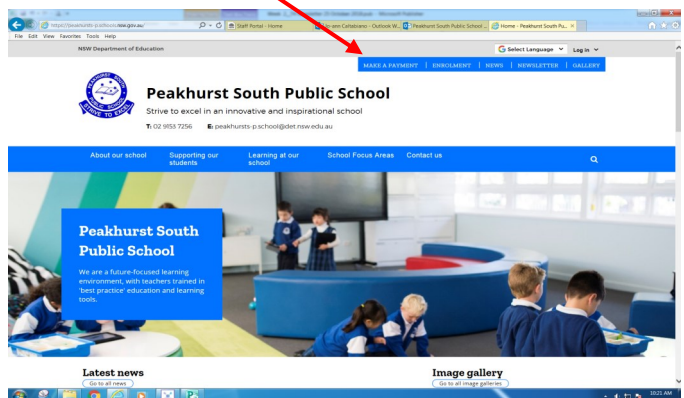 Peakhurst South Public School ...
Home - Peakhurst South Pu...
Staff Portal - Home
File Edit View Favorites Tools Help
NSW Department of Education
Select Language
Log in
MAKE A PAYMENT | ENROLMENT | NEWS | NEWSLETTER | GALLERY
PEAKHURST SOUTH
PUBLIC SCHOOL
STRIVE TO EXCEL
Peakhurst South Public School
Strive to excel in an innovative and inspirational school
T: 02 9153 7256 E: peakhursts-p.school@det.nsw.edu.au
About our school Supporting our students Learning at our school School Focus Areas Contact us
Peakhurst South
Public School
We are a future-focused learning
environment, with teachers trained in
'best practice' education and learning
tools.
Latest news
Go to all news
Image gallery
Go to all image galleries
10:21 AM